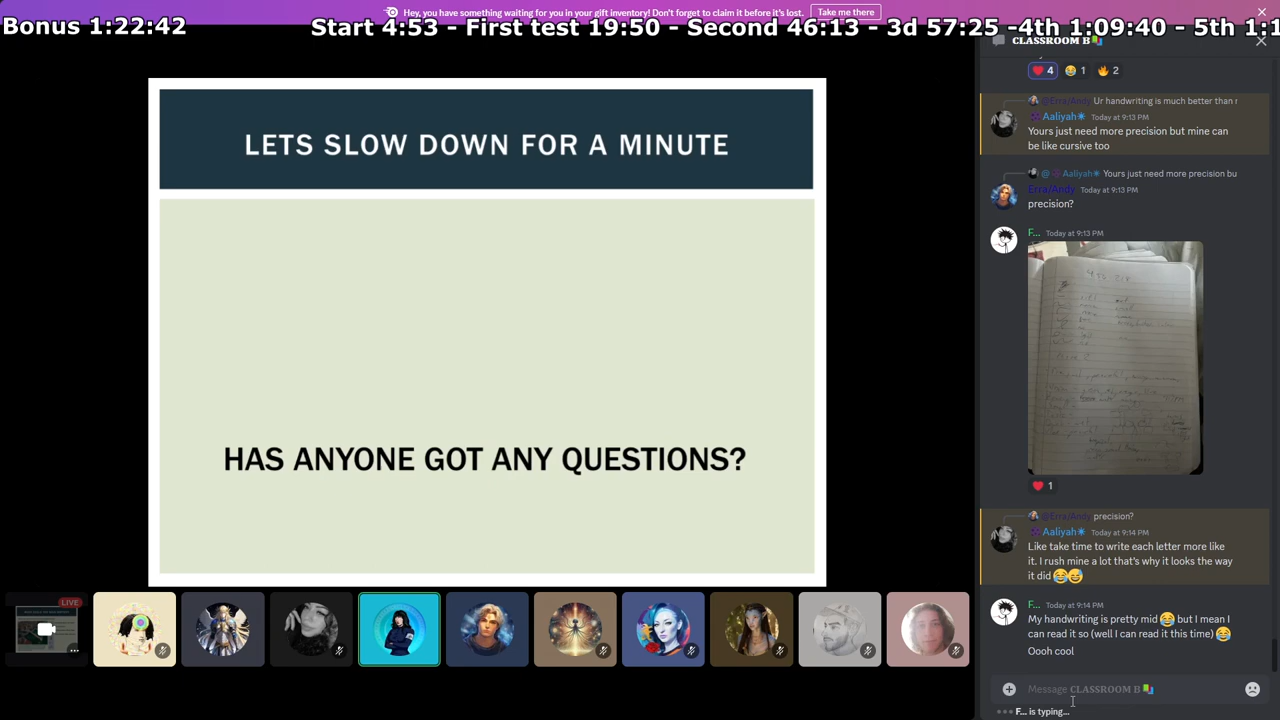 Hey, you have something waiting for you in your gift inventory! Don't forget to claim it before it's lost. Take me there
Bonus 1:22:42
Start 4:53 - First test 19:50 - Second 46:13 - 3d 57:25 -4th 1:09:40 - 5th 1:1
CLASSROOM B
4 1 2
LETS SLOW DOWN FOR A MINUTE
HAS ANYONE GOT ANY QUESTIONS?
LIVE
@Erra/Andy Ur handwriting is much better than
Aaliyah Today at 9:13 PM
Yours just need more precision but mine can
be like cursive too
@ Aaliyah Yours just need more precision bu
Erra/Andy Today at 9:13 PM
precision?
F... Today at 9:13 PM
1
@Erra/Andy precision?
Aaliyah Today at 9:14 PM
Like take time to write each letter more like
it. I rush mine a lot that's why it looks the way
it did
F... Today at 9:14 PM
My handwriting is pretty mid 😂 but I mean I
can read it so (well I can read it this time) 😂
Oooh cool
Message CLASSROOM B
F... is typing...